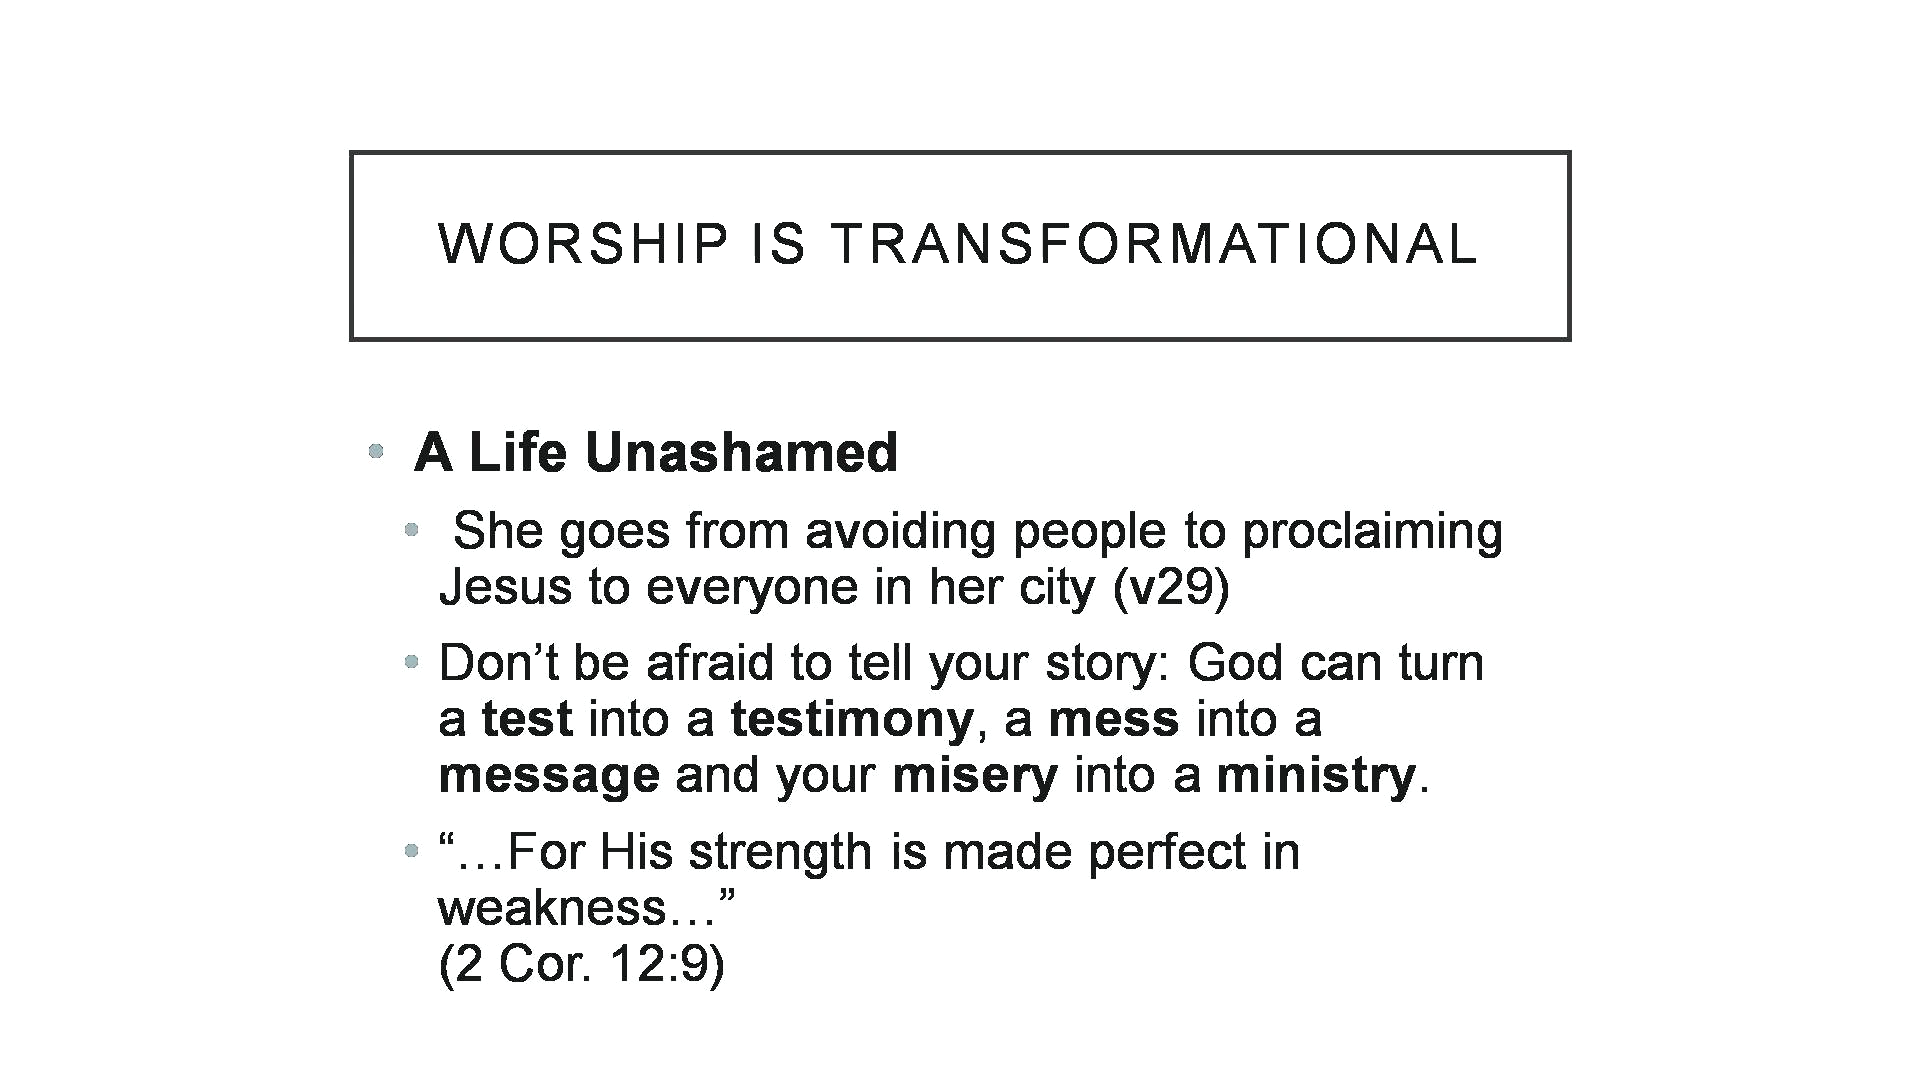 WORSHIP IS TRANSFORMATIONAL
• A Life Unashamed
• She goes from avoiding people to proclaiming
Jesus to everyone in her city (v29)
• Don’t be afraid to tell your story: God can turn
a test into a testimony, a mess into a
message and your misery into a ministry.
• “…For His strength is made perfect in
weakness…”
(2 Cor. 12:9)